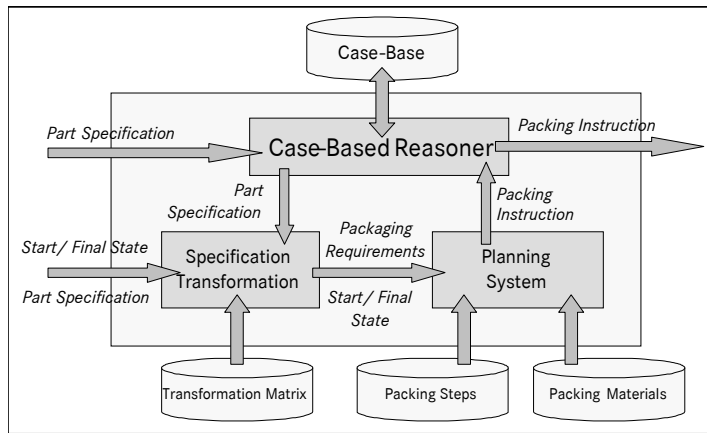 Case-Base
Part Specification
Packing Instruction
Case-Based Reasoner
Part
Specification
Packing
Instruction
Start/ Final State
Part Specification
Specification
Transformation
Packaging
Requirements
Start/ Final
State
Planning
System
Transformation Matrix
Packing Steps
Packing Materials